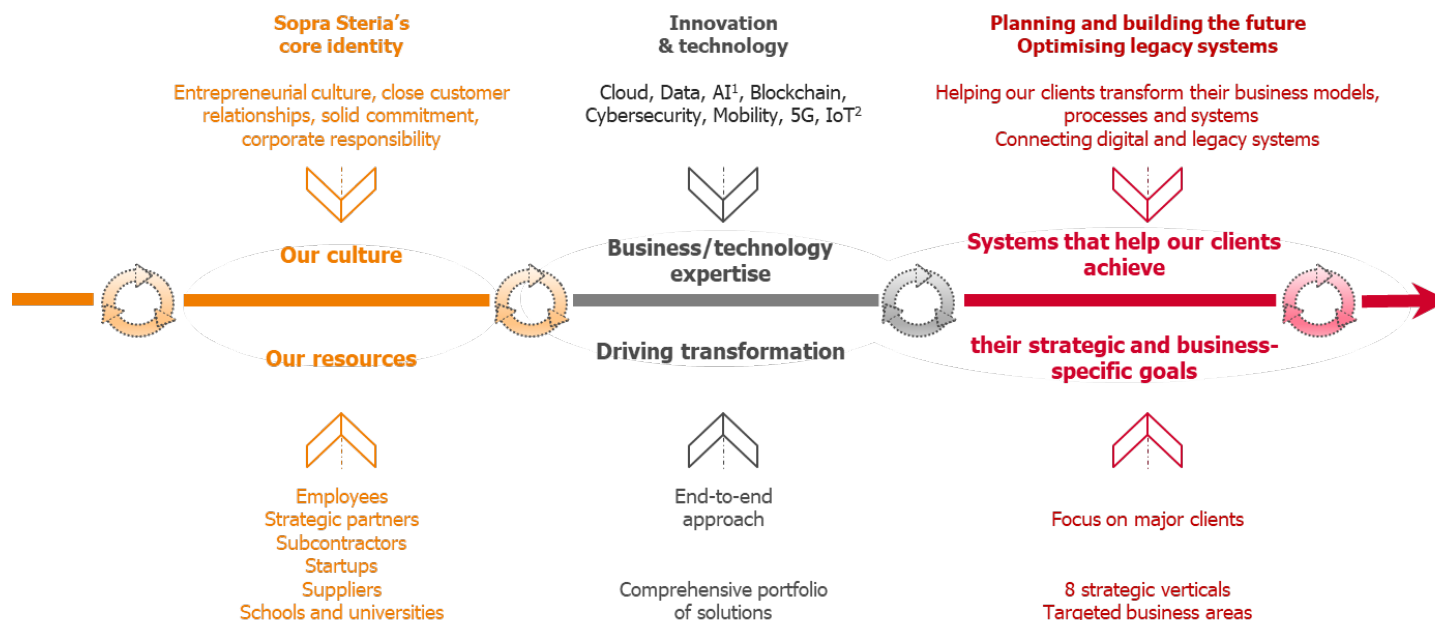 Sopra Steria's
core identity
Entrepreneurial culture, close customer
relationships, solid commitment,
corporate responsibility
Our culture
Our resources
Employees
Strategic partners
Subcontractors
Startups
Suppliers
Schools and universities
Innovation
& technology
Cloud, Data, AI¹, Blockchain,
Cybersecurity, Mobility, 5G, IoT²
Business/technology
expertise
Driving transformation
End-to-end
approach
Comprehensive portfolio
of solutions
Planning and building the future
Optimising legacy systems
Helping our clients transform their business models,
processes and systems
Connecting digital and legacy systems
Systems that help our clients
achieve
their strategic and business-
specific goals
Focus on major clients
8 strategic verticals
Targeted business areas